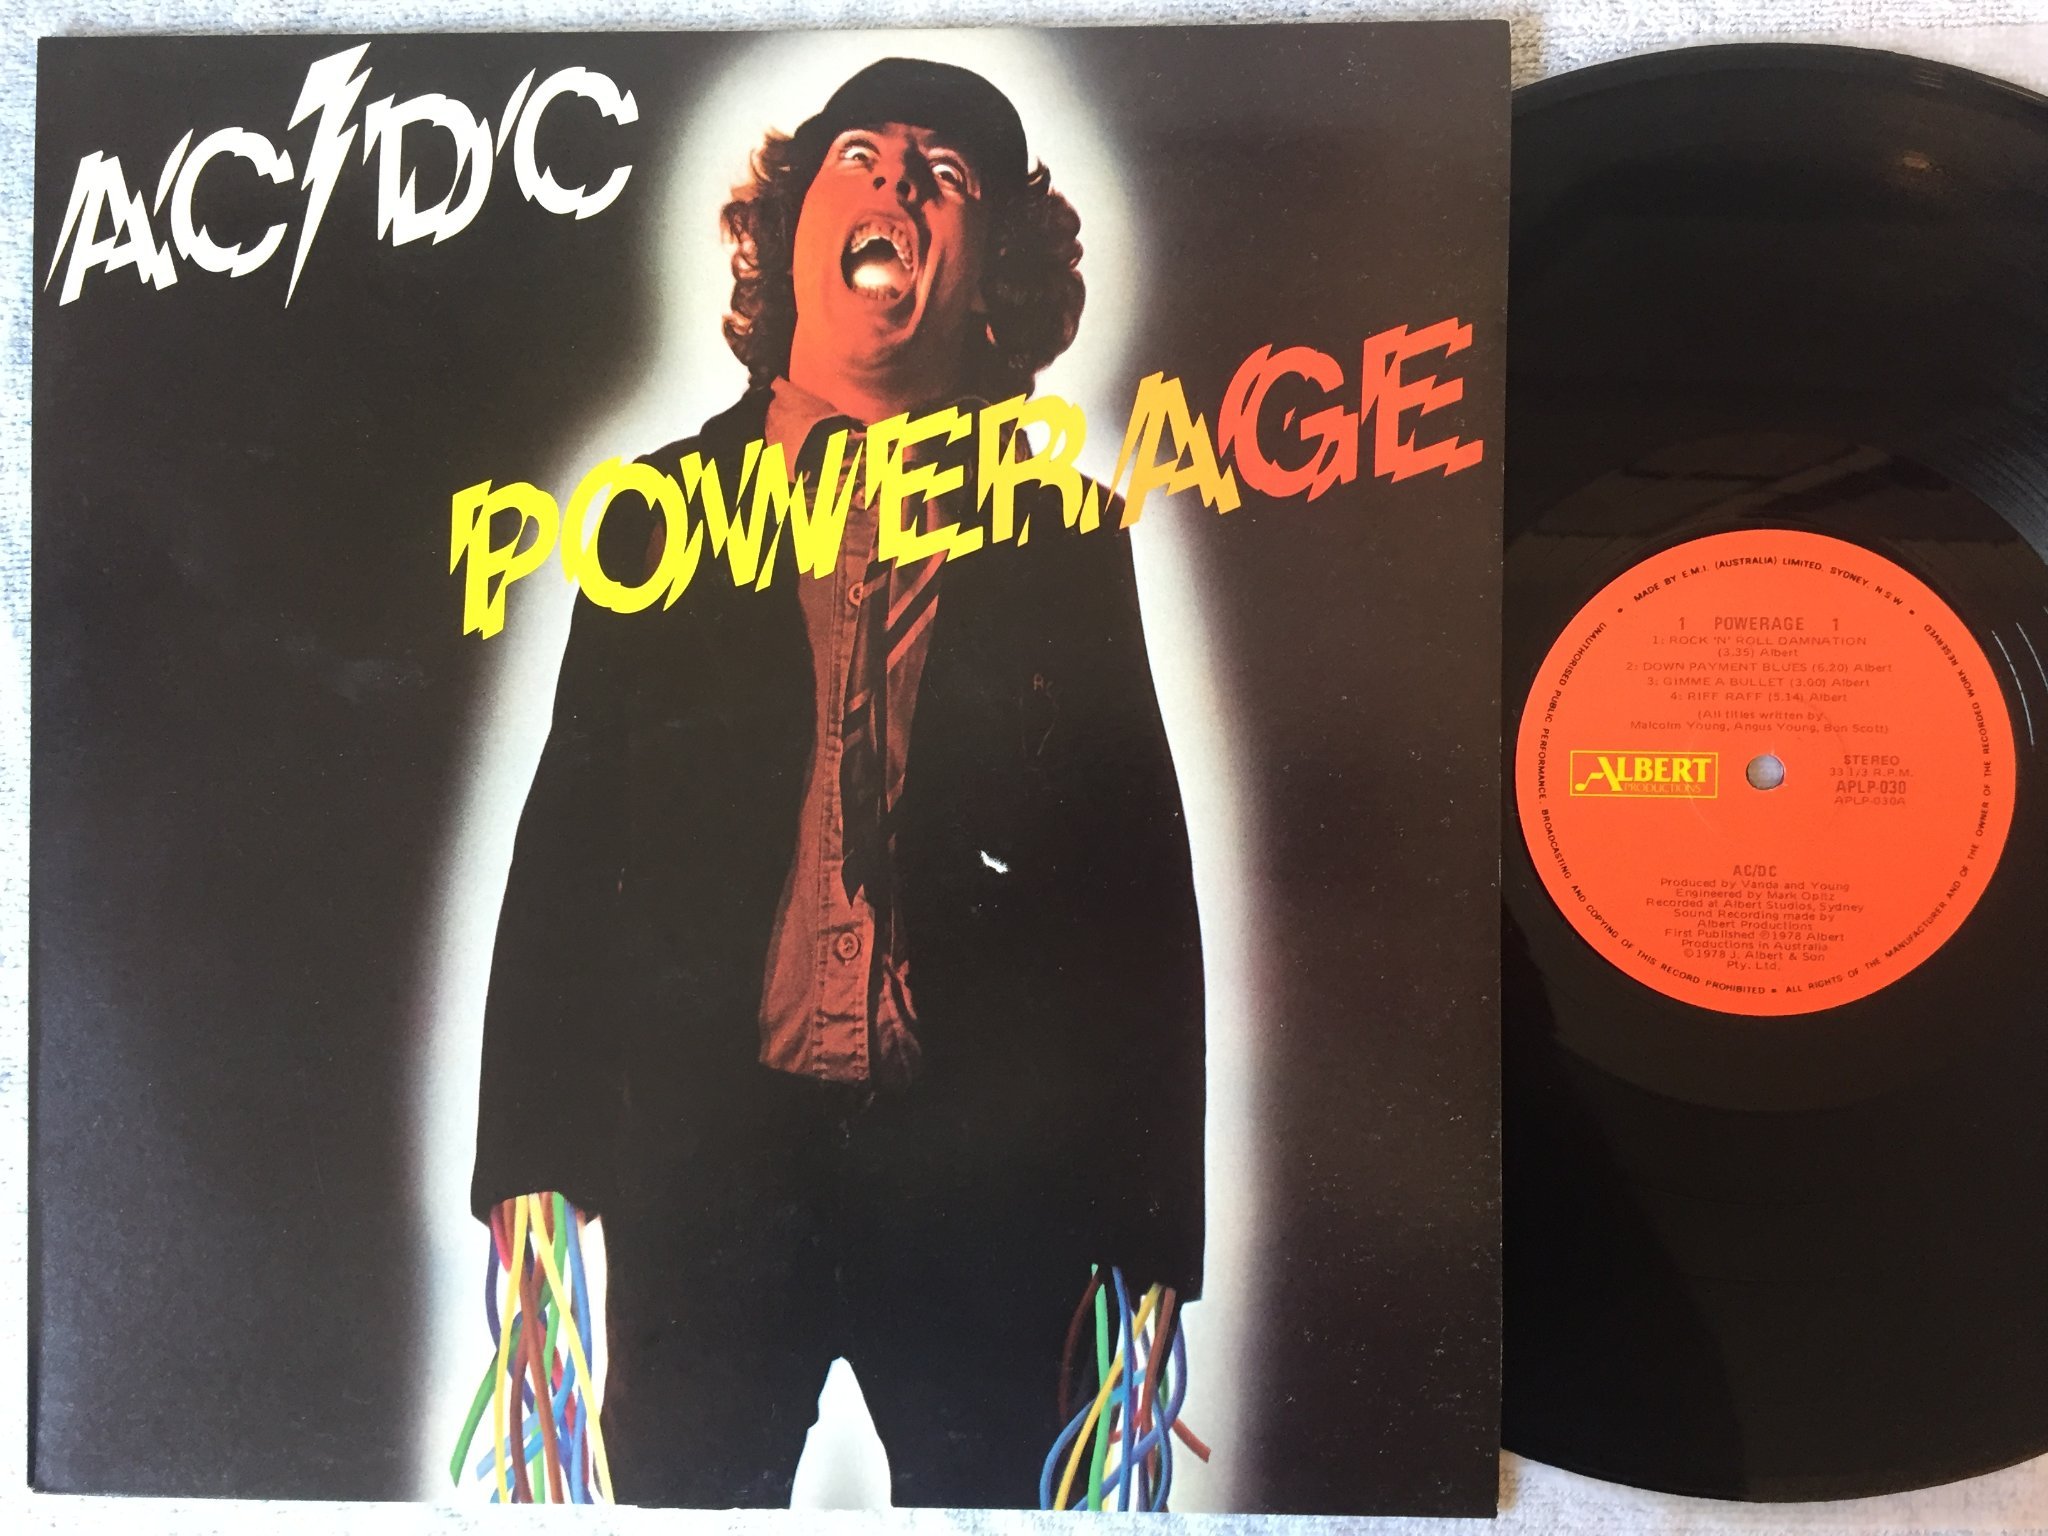 AC/DC
POWERAGE
MADE BY E.M.I. (AUSTRALIA) LIMITED, SYDNEY, N S W
1 POWERAGE 1
1: ROCK 'N' ROLL DAMNATION
(3.35) Albert
2: DOWN PAYMENT BLUES (6.20) Albert
3: GIMME A BULLET (3.00) Albert
4: RIFF RAFF (5.14) Albert
(All titles written by
Malcolm Young, Angus Young, Bon Scott)
ALBERT
PRODUCTIONS
STEREO
33 1/3 R.P.M.
APLP-030
APLP-030A
AC/DC
Produced by Vanda and Young
Engineered by Mark Opitz
Recorded at Albert Studios, Sydney
Sound Recording made by
Albert Productions
First Published ℗1978 Albert
Productions in Australia
©1978 J. Albert & Son
Pty. Ltd.
UNAUTHORISED PUBLIC PERFORMANCE, BROADCASTING AND COPYING OF THIS RECORD PROHIBITED • ALL RIGHTS OF THE MANUFACTURER AND OF THE OWNER OF THE RECORDED WORK RESERVED